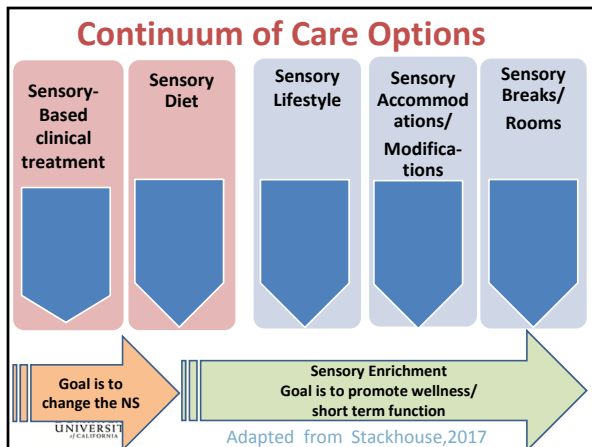 Continuum of Care Options
Sensory-
Based
clinical
treatment
Sensory
Diet
Sensory
Lifestyle
Sensory
Accommod
ations/
Modifica-
tions
Sensory
Breaks/
Rooms
Goal is to
change the NS
Sensory Enrichment
Goal is to promote wellness/
short term function
UNIVERSIT
of CALIFORNIA
Adapted from Stackhouse,2017